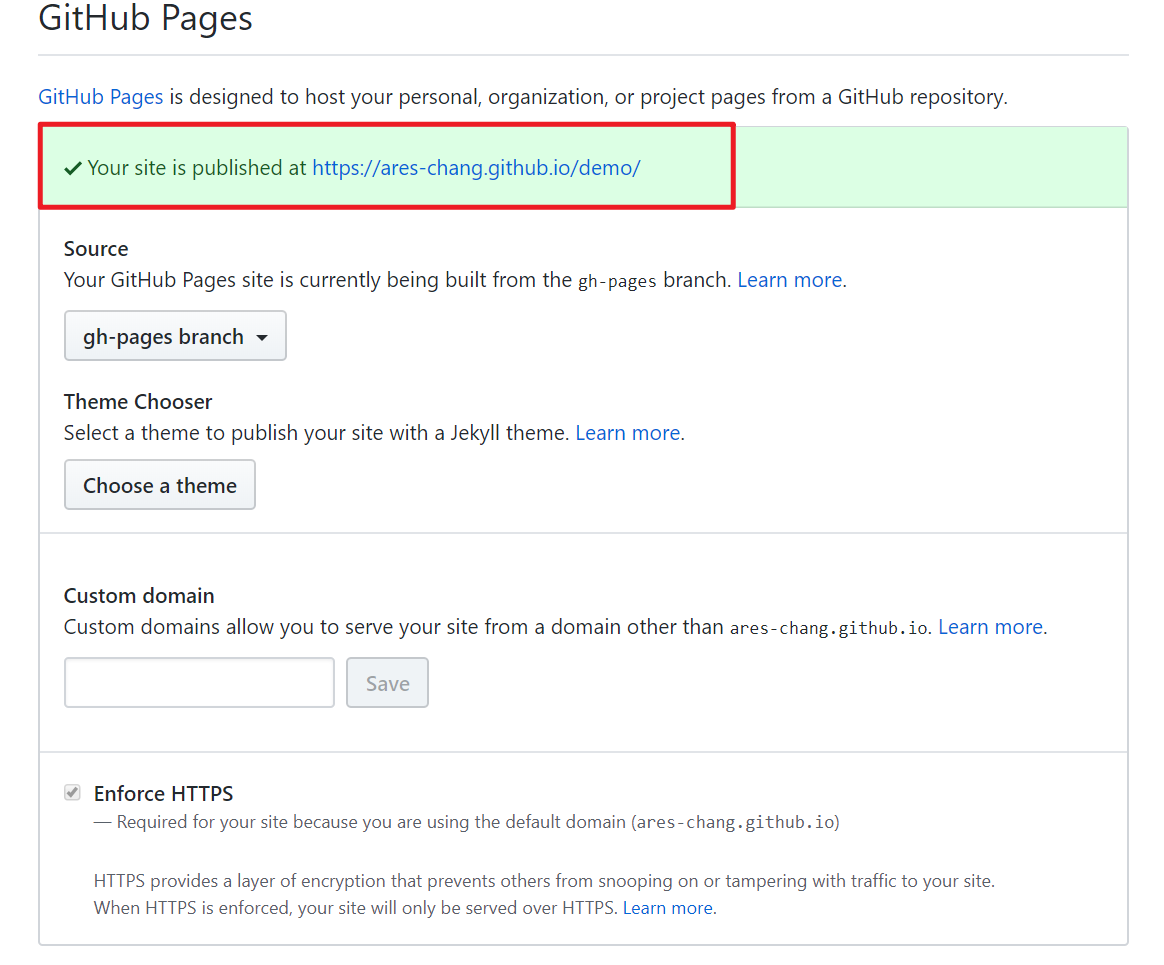 GitHub Pages
GitHub Pages is designed to host your personal, organization, or project pages from a GitHub repository.
Your site is published at https://ares-chang.github.io/demo/
Source
Your GitHub Pages site is currently being built from the gh-pages branch. Learn more.
gh-pages branch
Theme Chooser
Select a theme to publish your site with a Jekyll theme. Learn more.
Choose a theme
Custom domain
Custom domains allow you to serve your site from a domain other than ares-chang.github.io. Learn more.
Save
Enforce HTTPS
— Required for your site because you are using the default domain (ares-chang.github.io)
HTTPS provides a layer of encryption that prevents others from snooping on or tampering with traffic to your site.
When HTTPS is enforced, your site will only be served over HTTPS. Learn more.